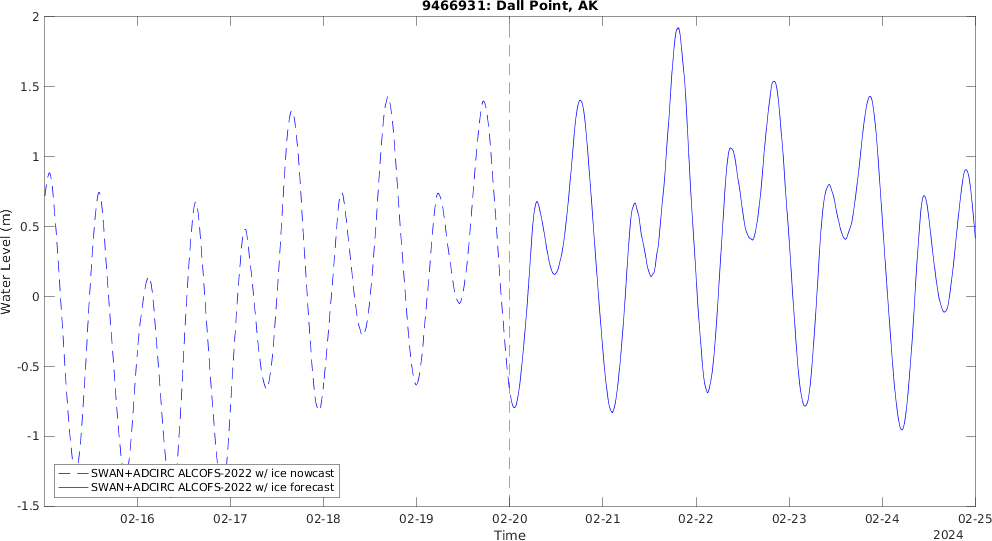 9466931: Dall Point, AK
2
1.5
1
0.5
0
-0.5
-1
-1.5
Water Level (m)
SWAN+ADCIRC ALCOFS-2022 w/ ice nowcast
SWAN+ADCIRC ALCOFS-2022 w/ ice forecast
02-16 02-17 02-18 02-19 02-20 02-21 02-22 02-23 02-24 02-25
Time
2024